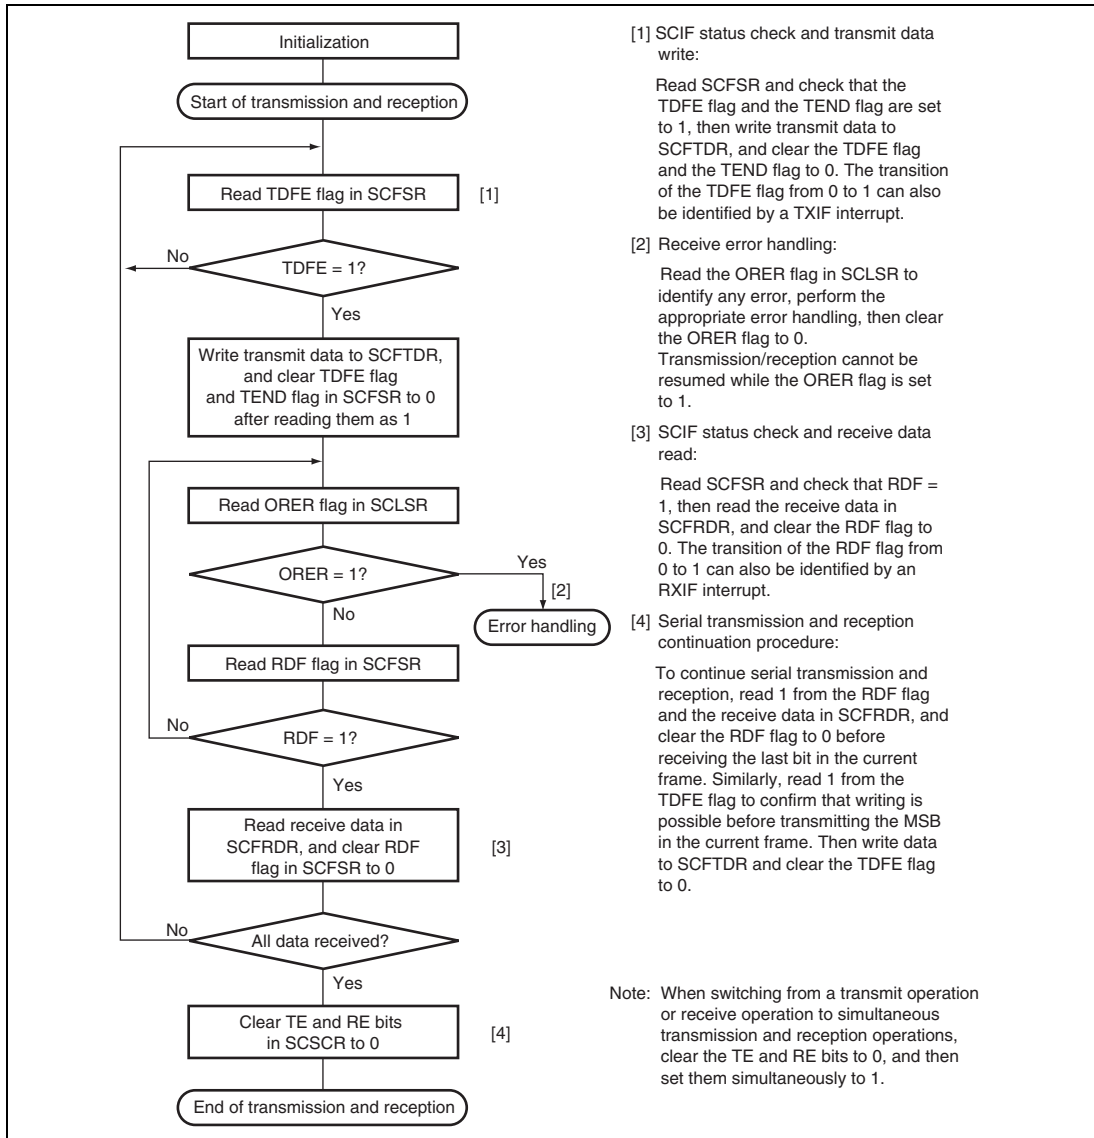 Initialization
Start of transmission and reception
Read TDFE flag in SCFSR
[1]
No
TDFE = 1?
Yes
Write transmit data to SCFTDR,
and clear TDFE flag
and TEND flag in SCFSR to 0
after reading them as 1
Read ORER flag in SCLSR
ORER = 1?
Yes
[2]
Error handling
No
Read RDF flag in SCFSR
No
RDF = 1?
Yes
Read receive data in
SCFRDR, and clear RDF
flag in SCFSR to 0
[3]
No
All data received?
Yes
Clear TE and RE bits
in SCSCR to 0
[4]
End of transmission and reception
[1] SCIF status check and transmit data
write:
Read SCFSR and check that the
TDFE flag and the TEND flag are set
to 1, then write transmit data to
SCFTDR, and clear the TDFE flag
and the TEND flag to 0. The transition
of the TDFE flag from 0 to 1 can also
be identified by a TXIF interrupt.
[2] Receive error handling:
Read the ORER flag in SCLSR to
identify any error, perform the
appropriate error handling, then clear
the ORER flag to 0.
Transmission/reception cannot be
resumed while the ORER flag is set
to 1.
[3] SCIF status check and receive data
read:
Read SCFSR and check that RDF =
1, then read the receive data in
SCFRDR, and clear the RDF flag to
0. The transition of the RDF flag from
0 to 1 can also be identified by an
RXIF interrupt.
[4] Serial transmission and reception
continuation procedure:
To continue serial transmission and
reception, read 1 from the RDF flag
and the receive data in SCFRDR, and
clear the RDF flag to 0 before
receiving the last bit in the current
frame. Similarly, read 1 from the
TDFE flag to confirm that writing is
possible before transmitting the MSB
in the current frame. Then write data
to SCFTDR and clear the TDFE flag
to 0.
Note: When switching from a transmit operation
or receive operation to simultaneous
transmission and reception operations,
clear the TE and RE bits to 0, and then
set them simultaneously to 1.